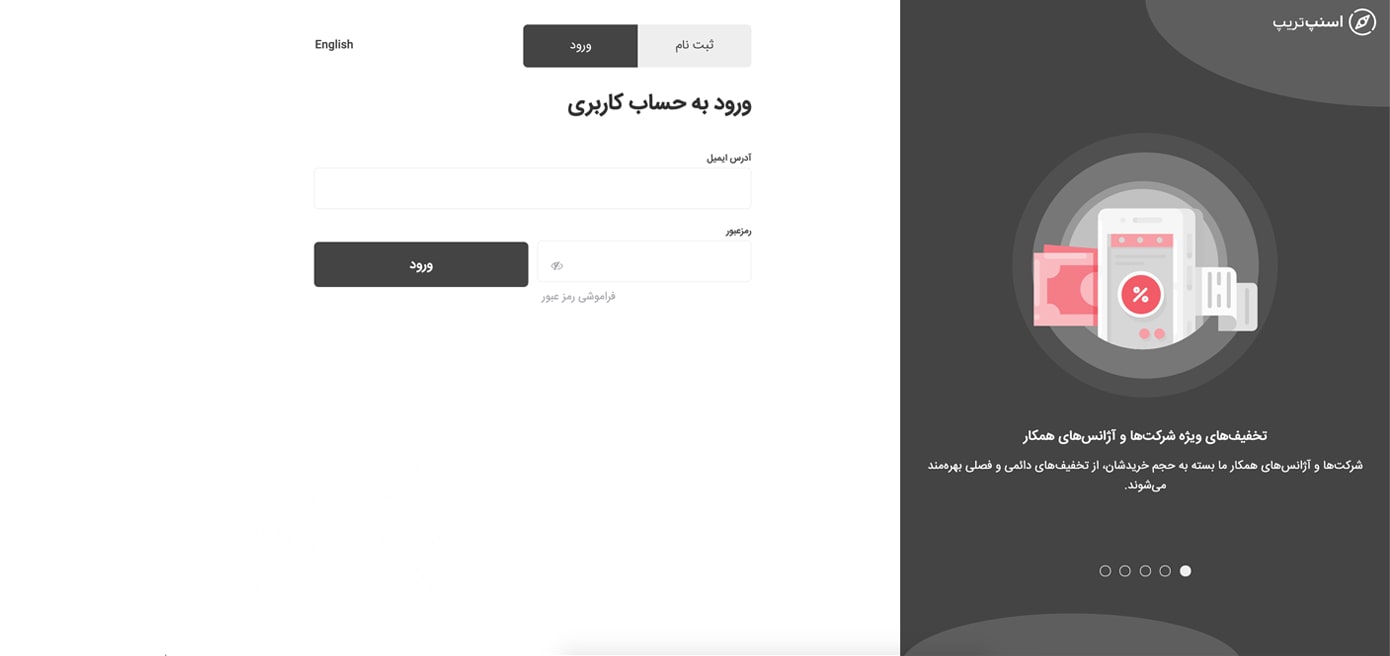 اسنپ‌تریپ
تخفیف‌های ویژه شرکت‌ها و آژانس‌های همکار
شرکت‌ها و آژانس‌های همکار ما بسته به حجم خریدشان، از تخفیف‌های دائمی و فصلی بهره‌مند
می‌شوند.
ثبت نام
ورود
English
ورود به حساب کاربری
آدرس ایمیل
رمزعبور
ورود
فراموشی رمز عبور
%